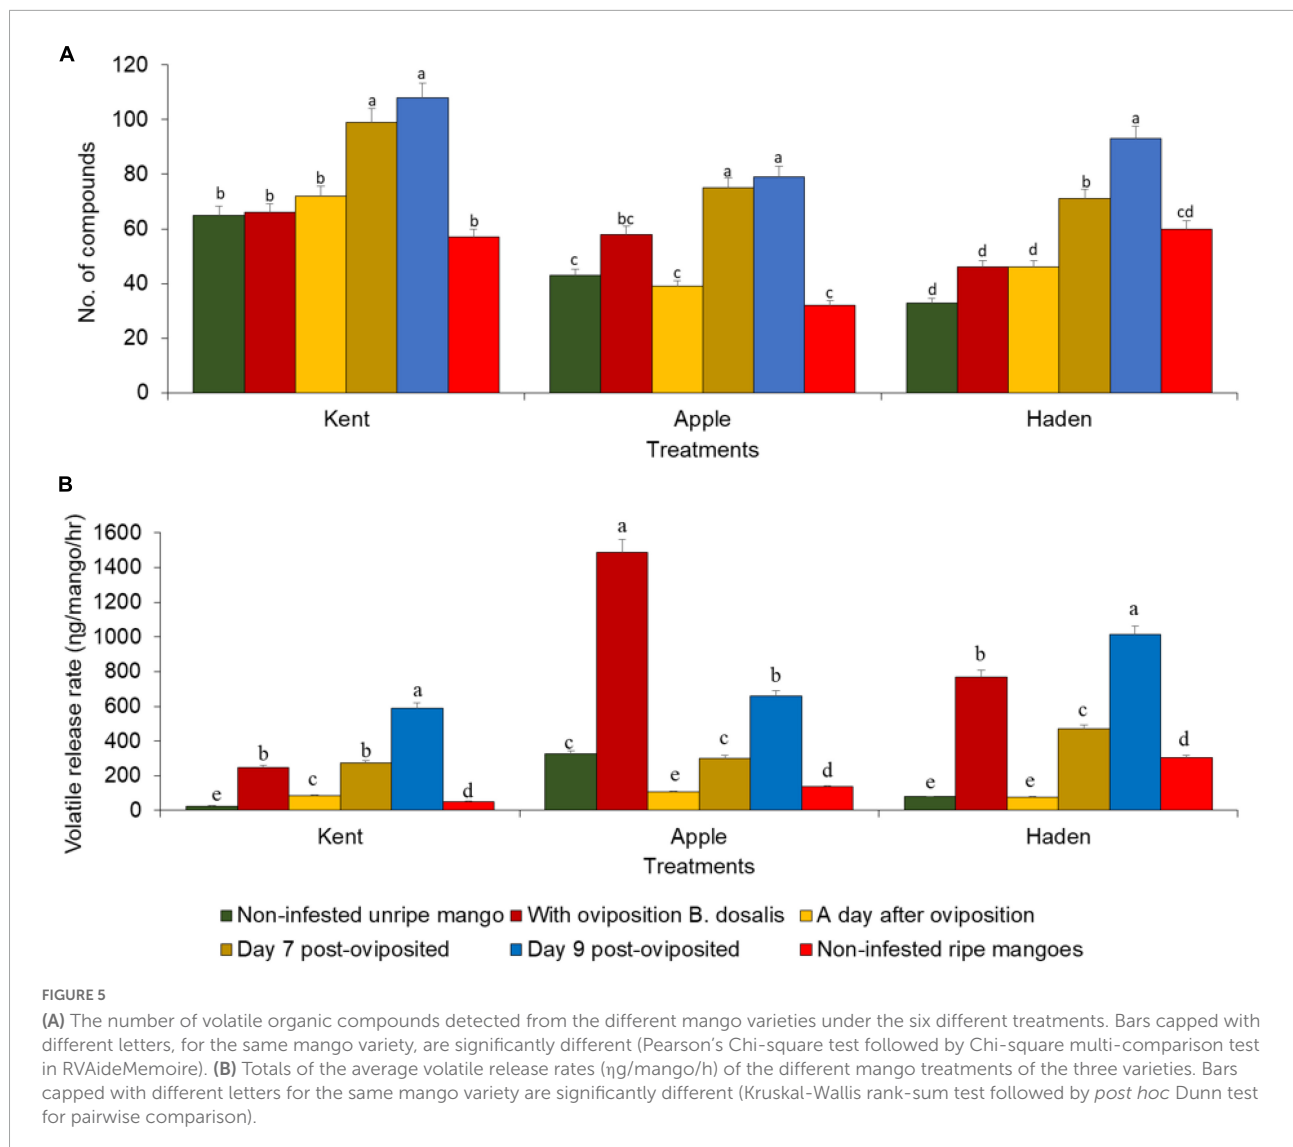 A
No. of compounds
120
100
80
60
40
20
0
b b b a a b
c bc c a a c
d d d b a cd
Kent Apple Haden
Treatments
B
Volatile release rate (ηg/mango/hr)
1600
1400
1200
1000
800
600
400
200
0
e b c b a d
c a e c b d
e b e c a d
Kent Apple Haden
Treatments
Non-infested unripe mango With oviposition B. dosalis A day after oviposition
Day 7 post-oviposited Day 9 post-oviposited Non-infested ripe mangoes
FIGURE 5
(A) The number of volatile organic compounds detected from the different mango varieties under the six different treatments. Bars capped with
different letters, for the same mango variety, are significantly different (Pearson's Chi-square test followed by Chi-square multi-comparison test
in RVAideMemoire). (B) Totals of the average volatile release rates (ηg/mango/h) of the different mango treatments of the three varieties. Bars
capped with different letters for the same mango variety are significantly different (Kruskal-Wallis rank-sum test followed by post hoc Dunn test
for pairwise comparison).